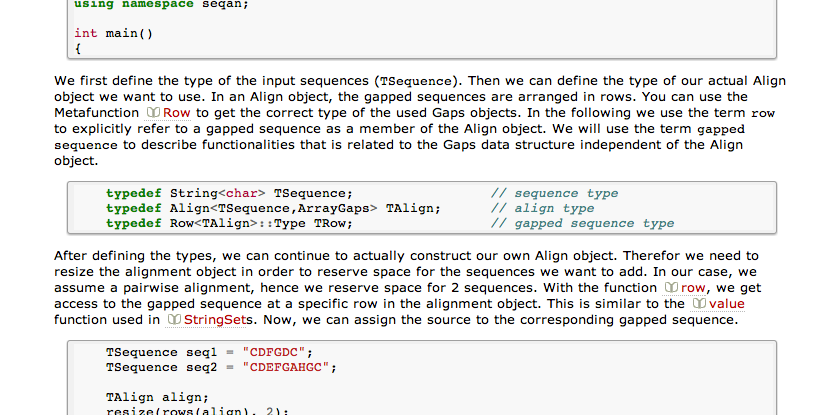 using namespace seqan;
int main()
{
We first define the type of the input sequences (TSequence). Then we can define the type of our actual Align
object we want to use. In an Align object, the gapped sequences are arranged in rows. You can use the
Metafunction Row to get the correct type of the used Gaps objects. In the following we use the term row
to explicitly refer to a gapped sequence as a member of the Align object. We will use the term gapped
sequence to describe functionalities that is related to the Gaps data structure independent of the Align
object.
typedef String<char> TSequence; // sequence type
typedef Align<TSequence,ArrayGaps> TAlign; // align type
typedef Row<TAlign>::Type TRow; // gapped sequence type
After defining the types, we can continue to actually construct our own Align object. Therefor we need to
resize the alignment object in order to reserve space for the sequences we want to add. In our case, we
assume a pairwise alignment, hence we reserve space for 2 sequences. With the function row, we get
access to the gapped sequence at a specific row in the alignment object. This is similar to the value
function used in StringSets. Now, we can assign the source to the corresponding gapped sequence.
TSequence seq1 = "CDFGDC";
TSequence seq2 = "CDEFGAHGC";
TAlign align;
resize(rows(align), 2);